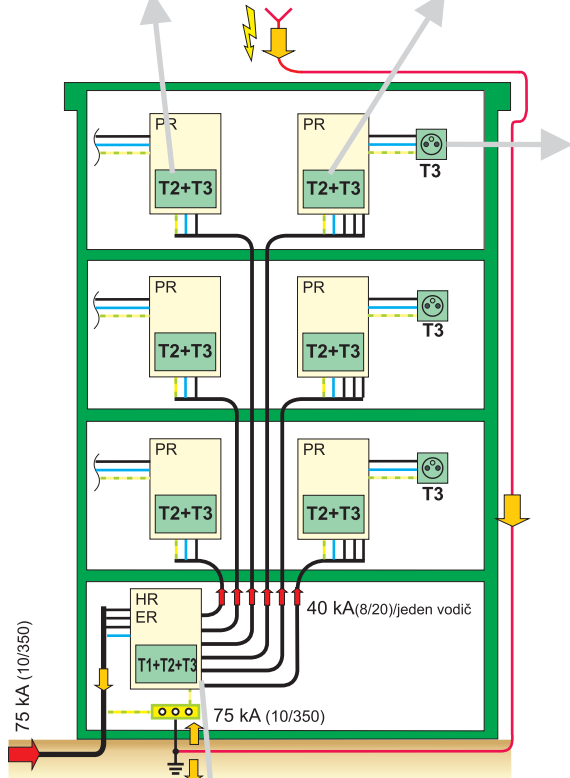 PR
PR
T2+T3
T2+T3
T3
PR
PR
T2+T3
T2+T3
T3
PR
PR
T2+T3
T2+T3
T3
HR
ER
T1+T2+T3
40 kA(8/20)/jeden vodič
75 kA (10/350)
75 kA (10/350)